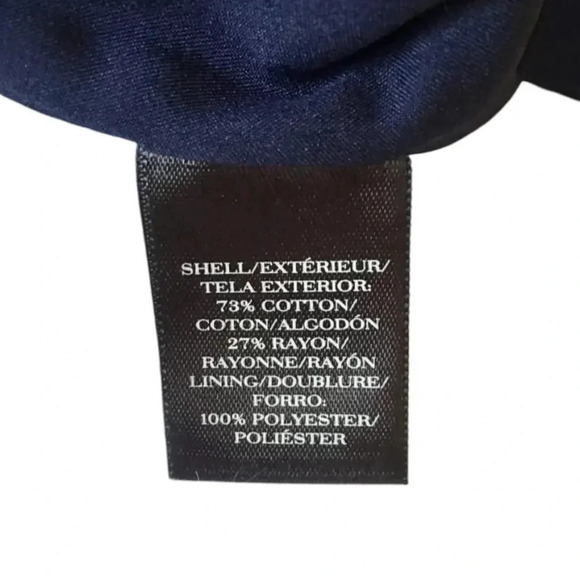 SHELL/EXTÉRIEUR/
TELA EXTERIOR:
73% COTTON/
COTON/ALGODÓN
27% RAYON/
RAYONNE/RAYÓN
LINING/DOUBLURE/
FORRO:
100% POLYESTER/
POLIÉSTER